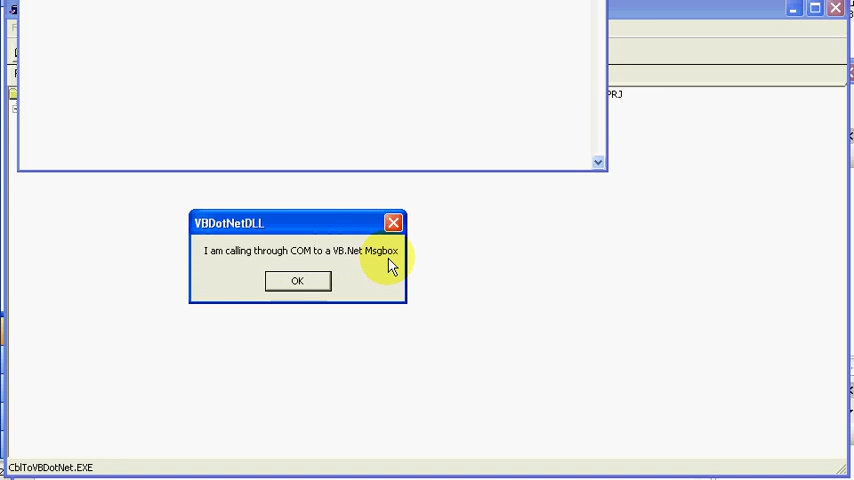 PRJ
VBDotNetDLL
I am calling through COM to a VB.Net Msgbox
OK
CblToVBDotNet.EXE